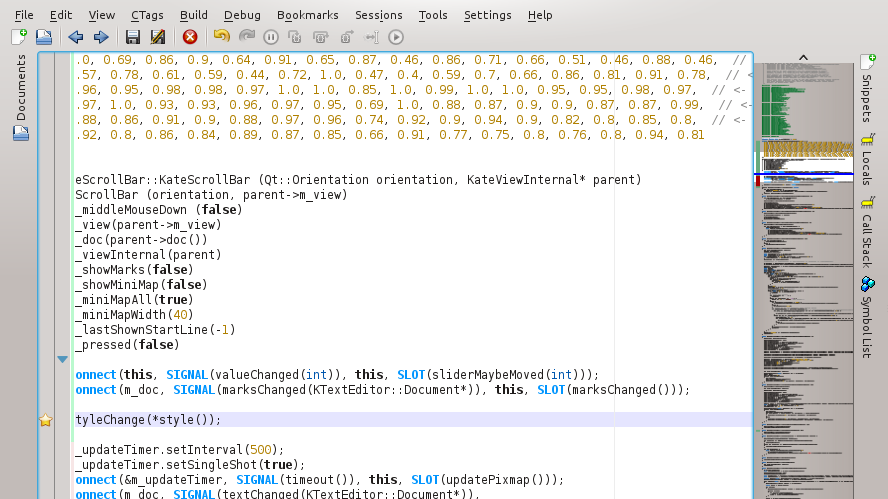 File Edit View CTags Build Debug Bookmarks Sessions Tools Settings Help
Documents
.0, 0.69, 0.86, 0.9, 0.64, 0.91, 0.65, 0.87, 0.46, 0.86, 0.71, 0.66, 0.51, 0.46, 0.88, 0.46, //
.57, 0.78, 0.61, 0.59, 0.44, 0.72, 1.0, 0.47, 0.4, 0.59, 0.7, 0.66, 0.86, 0.81, 0.91, 0.78, // <
96, 0.95, 0.98, 0.98, 0.97, 1.0, 1.0, 0.85, 1.0, 0.99, 1.0, 1.0, 0.95, 0.95, 0.98, 0.97, // <-
97, 1.0, 0.93, 0.93, 0.96, 0.97, 0.95, 0.69, 1.0, 0.88, 0.87, 0.9, 0.9, 0.87, 0.87, 0.99, // <-
.88, 0.86, 0.91, 0.9, 0.88, 0.97, 0.96, 0.74, 0.92, 0.9, 0.94, 0.9, 0.82, 0.8, 0.85, 0.8, // <-
.92, 0.8, 0.86, 0.84, 0.89, 0.87, 0.85, 0.66, 0.91, 0.77, 0.75, 0.8, 0.76, 0.8, 0.94, 0.81
eScrollBar::KateScrollBar (Qt::Orientation orientation, KateViewInternal* parent)
ScrollBar (orientation, parent->m_view)
_middleMouseDown (false)
_view(parent->m_view)
_doc(parent->doc())
_viewInternal(parent)
_showMarks(false)
_showMiniMap(false)
_miniMapAll(true)
_miniMapWidth(40)
_lastShownStartLine(-1)
_pressed(false)
onnect(this, SIGNAL(valueChanged(int)), this, SLOT(sliderMaybeMoved(int)));
onnect(m_doc, SIGNAL(marksChanged(KTextEditor::Document*)), this, SLOT(marksChanged()));
tyleChange(*style());
_updateTimer.setInterval(500);
_updateTimer.setSingleShot(true);
onnect(&m_updateTimer, SIGNAL(timeout()), this, SLOT(updatePixmap()));
onnect(m_doc, SIGNAL(textChanged(KTextEditor::Document*)),
Snippets
Locals
Call Stack
Symbol List